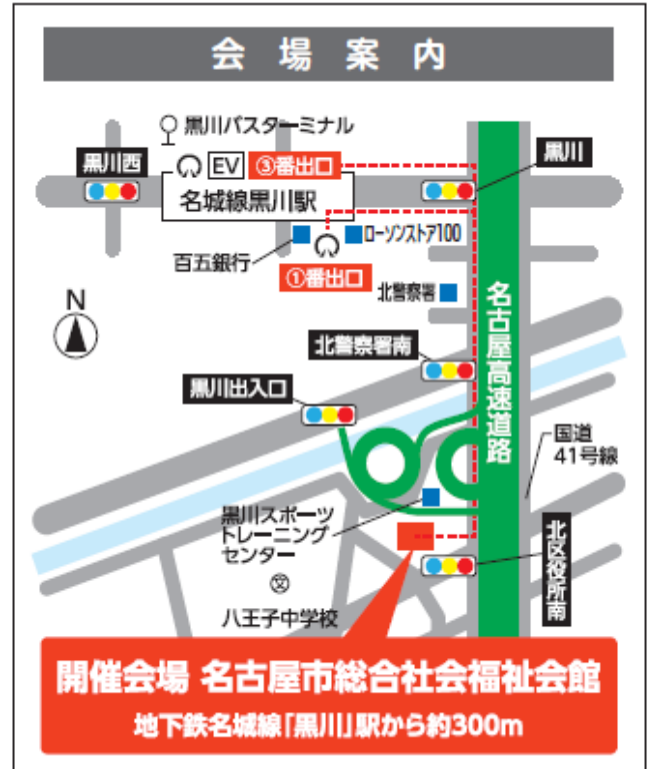 会場案内
黒川バスターミナル
黒川西
EV
③番出口
黒川
名城線黒川駅
ローソンストア100
百五銀行
①番出口
北警察署
N
名古屋高速道路
北警察署南
黒川出入口
国道
41号線
黒川スポーツ
トレーニング
センター
北区役所南
文
八王子中学校
開催会場 名古屋市総合社会福祉会館
地下鉄名城線「黒川」駅から約300m